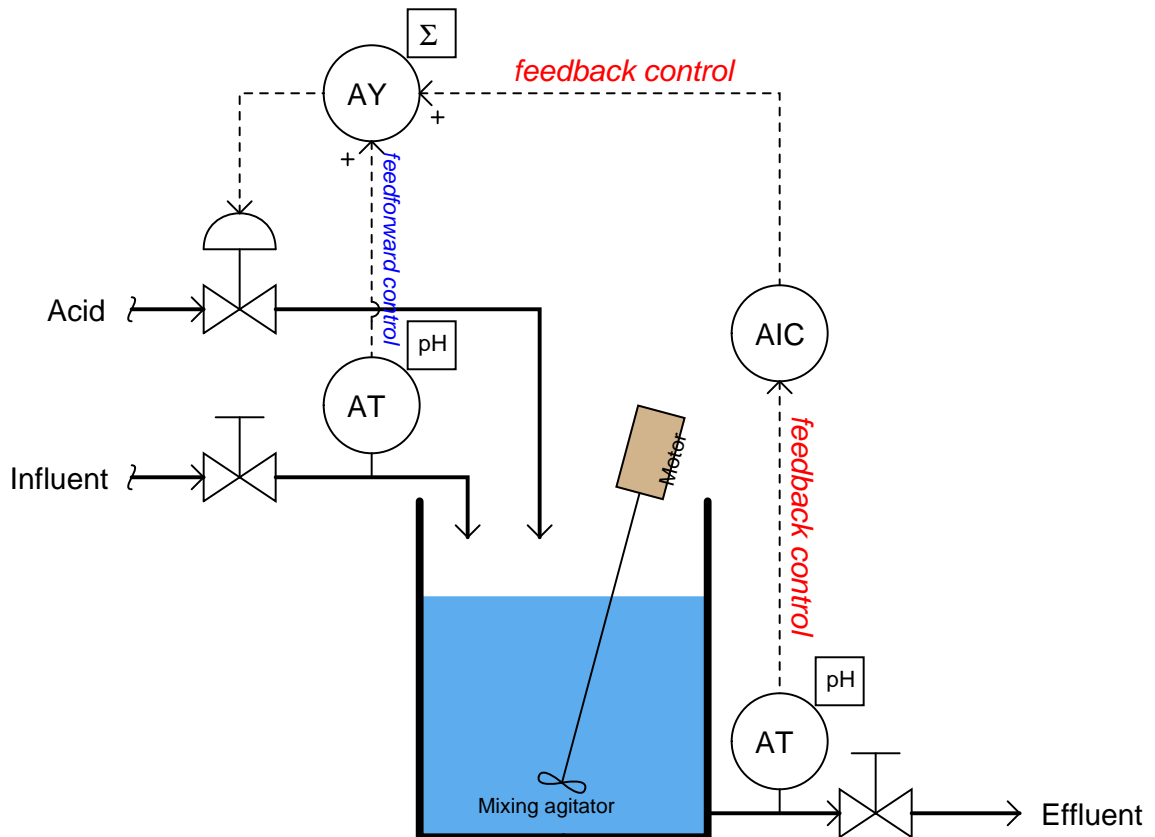 Σ
feedback control
AY
+
+
feedforward control
Acid
pH
AIC
AT
Motor
feedback control
Influent
pH
AT
Mixing agitator
Effluent